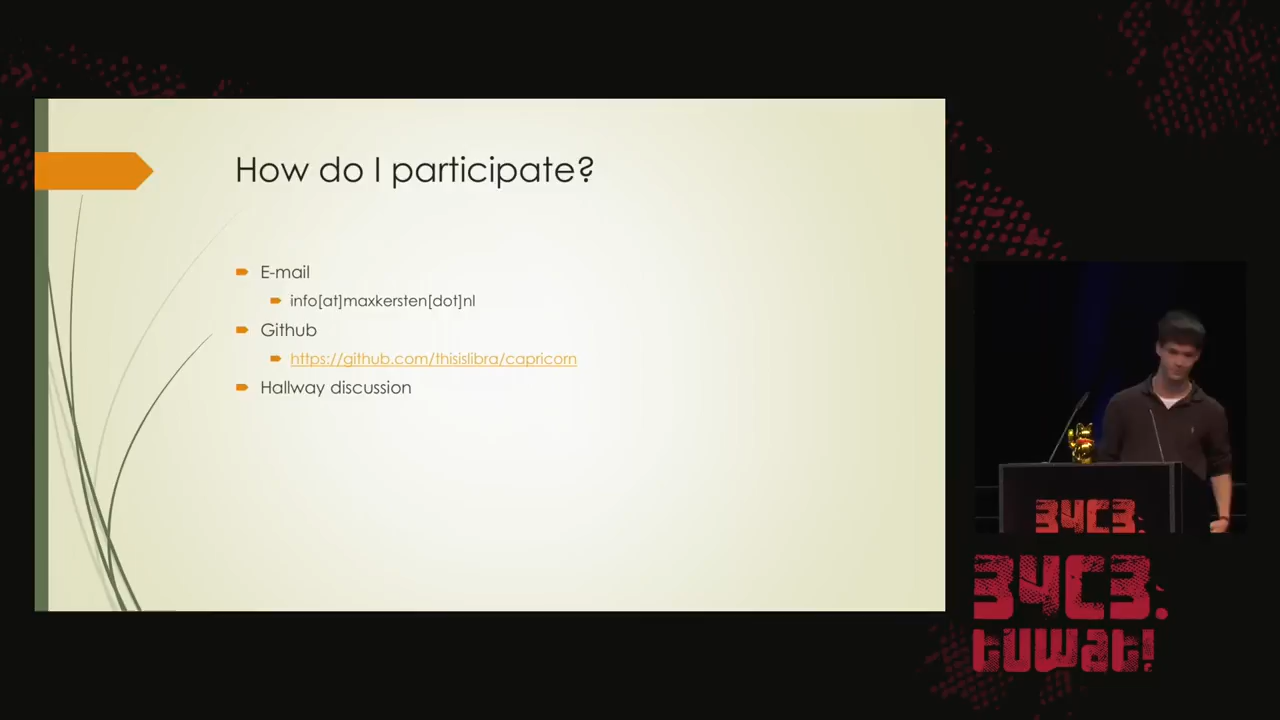 How do I participate?
E-mail
info[at]maxkersten[dot]nl
Github
https://github.com/thisislibra/capricorn
Hallway discussion
34C3.
34C3.
tuwat!